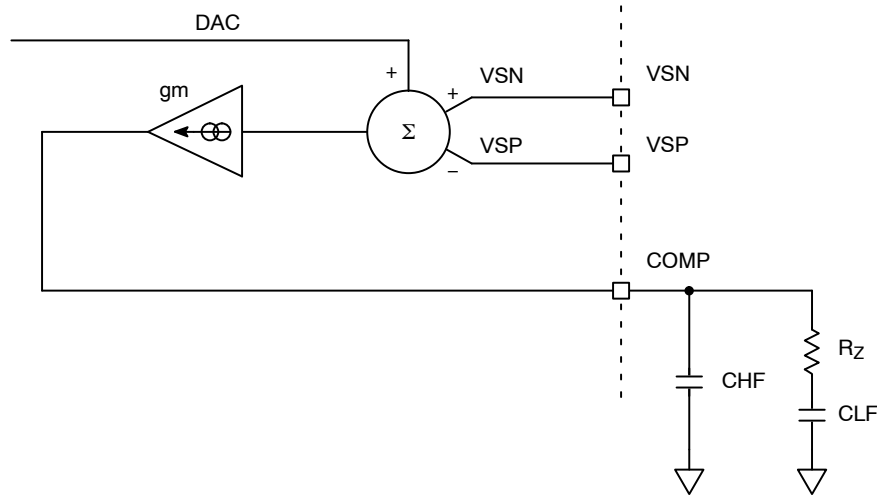 DAC
gm
+
+
VSN
VSN
Σ
VSP
VSP
−
COMP
RZ
CHF
CLF